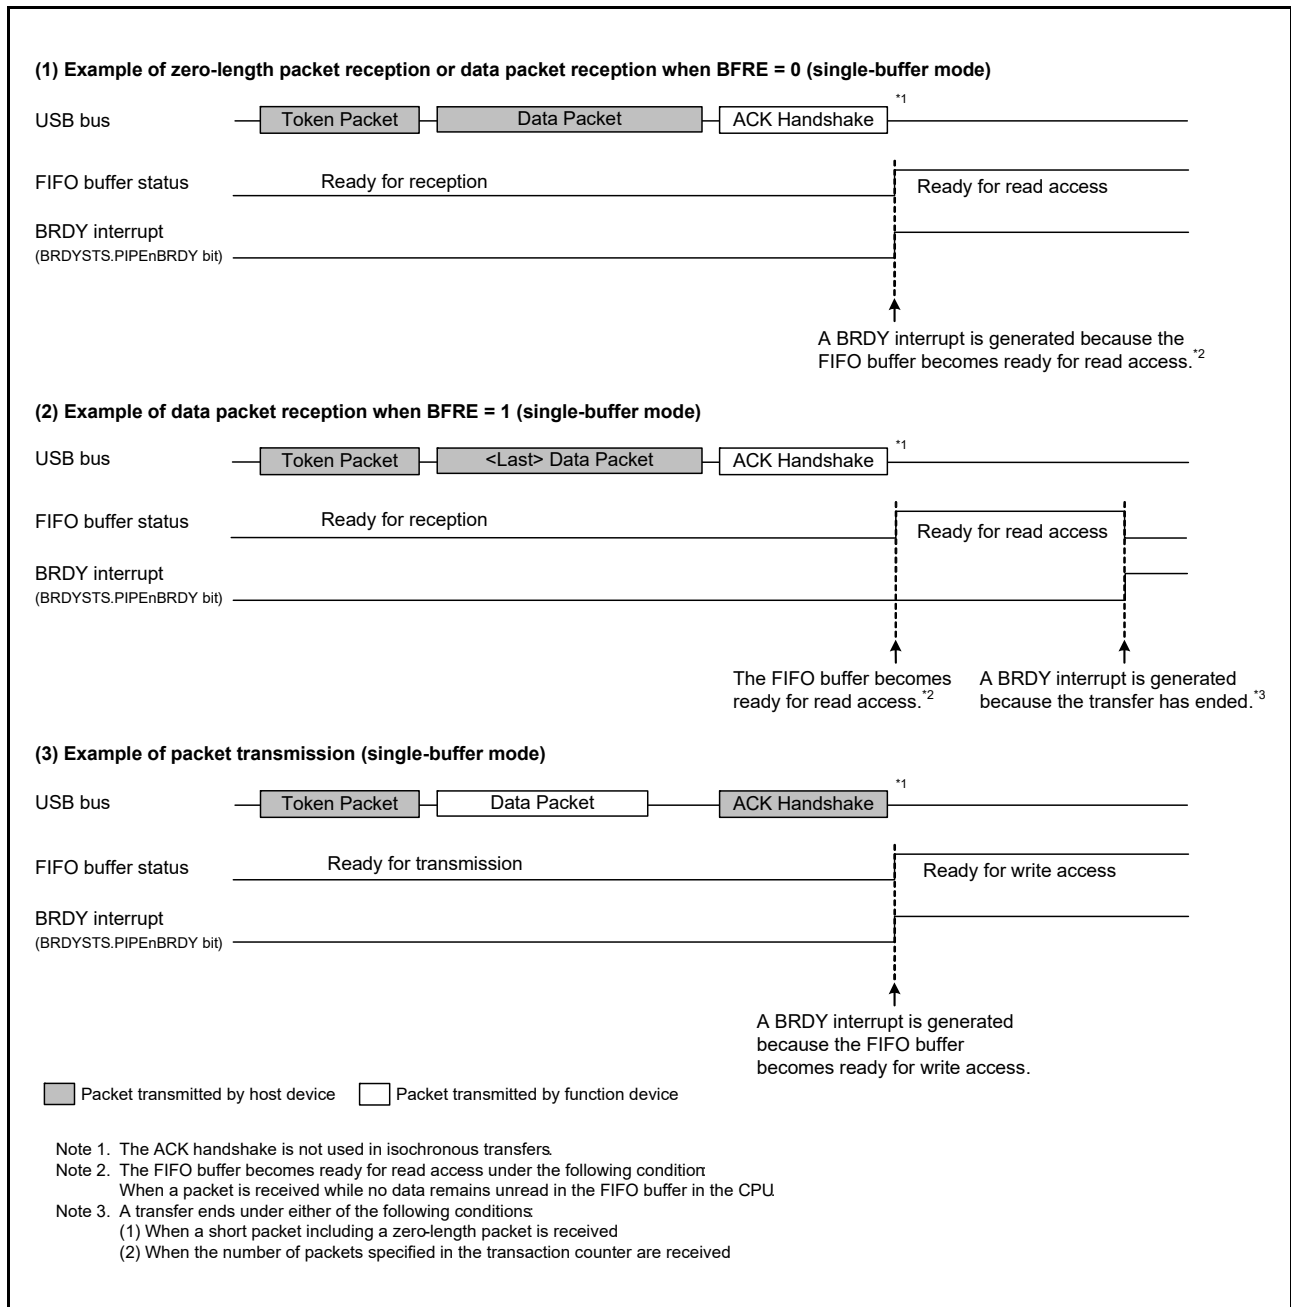 (1) Example of zero-length packet reception or data packet reception when BFRE = 0 (single-buffer mode)
*1
USB bus Token Packet Data Packet ACK Handshake
FIFO buffer status Ready for reception Ready for read access
BRDY interrupt
(BRDYSTS.PIPEnBRDY bit)
A BRDY interrupt is generated because the
FIFO buffer becomes ready for read access.*2
(2) Example of data packet reception when BFRE = 1 (single-buffer mode)
*1
USB bus Token Packet <Last> Data Packet ACK Handshake
FIFO buffer status Ready for reception Ready for read access
BRDY interrupt
(BRDYSTS.PIPEnBRDY bit)
The FIFO buffer becomes
ready for read access.*2
A BRDY interrupt is generated
because the transfer has ended.*3
(3) Example of packet transmission (single-buffer mode)
*1
USB bus Token Packet Data Packet ACK Handshake
FIFO buffer status Ready for transmission Ready for write access
BRDY interrupt
(BRDYSTS.PIPEnBRDY bit)
A BRDY interrupt is generated
because the FIFO buffer
becomes ready for write access.
Packet transmitted by host device Packet transmitted by function device
Note 1. The ACK handshake is not used in isochronous transfers.
Note 2. The FIFO buffer becomes ready for read access under the following condition:
When a packet is received while no data remains unread in the FIFO buffer in the CPU.
Note 3. A transfer ends under either of the following conditions:
(1) When a short packet including a zero-length packet is received
(2) When the number of packets specified in the transaction counter are received